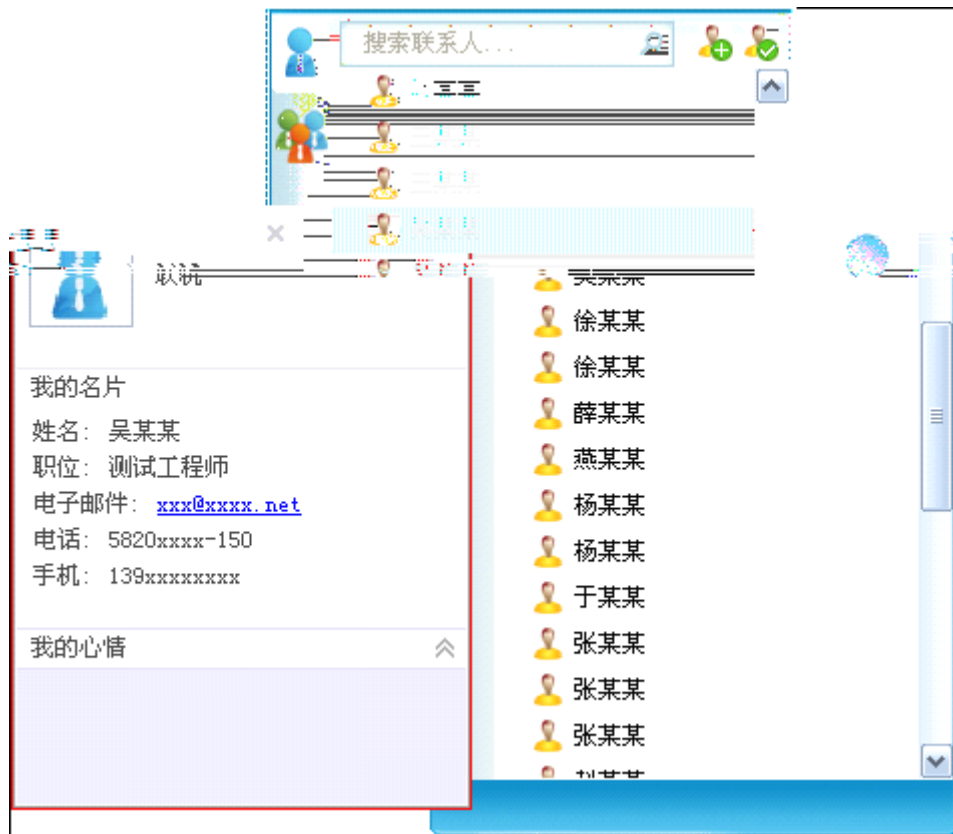 搜索联系人...
我的名片
姓名: 吴某某
职位: 测试工程师
电子邮件: xxx@xxxx.net
电话: 5820xxxx-150
手机: 139xxxxxxxx
我的心情
吴某某
徐某某
徐某某
薛某某
燕某某
杨某某
杨某某
于某某
张某某
张某某
张某某